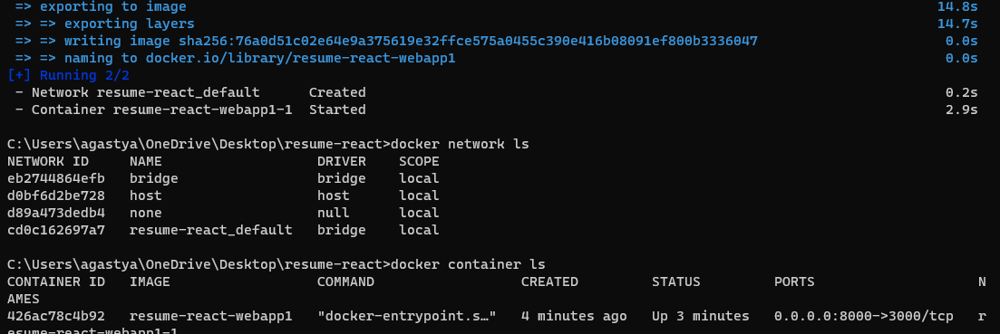 => exporting to image 14.8s
=> => exporting layers 14.7s
=> => writing image sha256:76a0d51c02e64e9a375619e32ffce575a0455c390e416b08091ef800b3336047 0.0s
=> => naming to docker.io/library/resume-react-webapp1 0.0s
[+] Running 2/2
- Network resume-react_default Created 0.2s
- Container resume-react-webapp1-1 Started 2.9s
C:\Users\agastya\OneDrive\Desktop\resume-react>docker network ls
NETWORK ID NAME DRIVER SCOPE
eb2744864efb bridge bridge local
d0bf6d2be728 host host local
d89a473dedb4 none null local
cd0c162697a7 resume-react_default bridge local
C:\Users\agastya\OneDrive\Desktop\resume-react>docker container ls
CONTAINER ID IMAGE COMMAND CREATED STATUS PORTS N
AMES
426ac78c4b92 resume-react-webapp1 "docker-entrypoint.s…" 4 minutes ago Up 3 minutes 0.0.0.0:8000->3000/tcp r
esume-react-webapp1-1